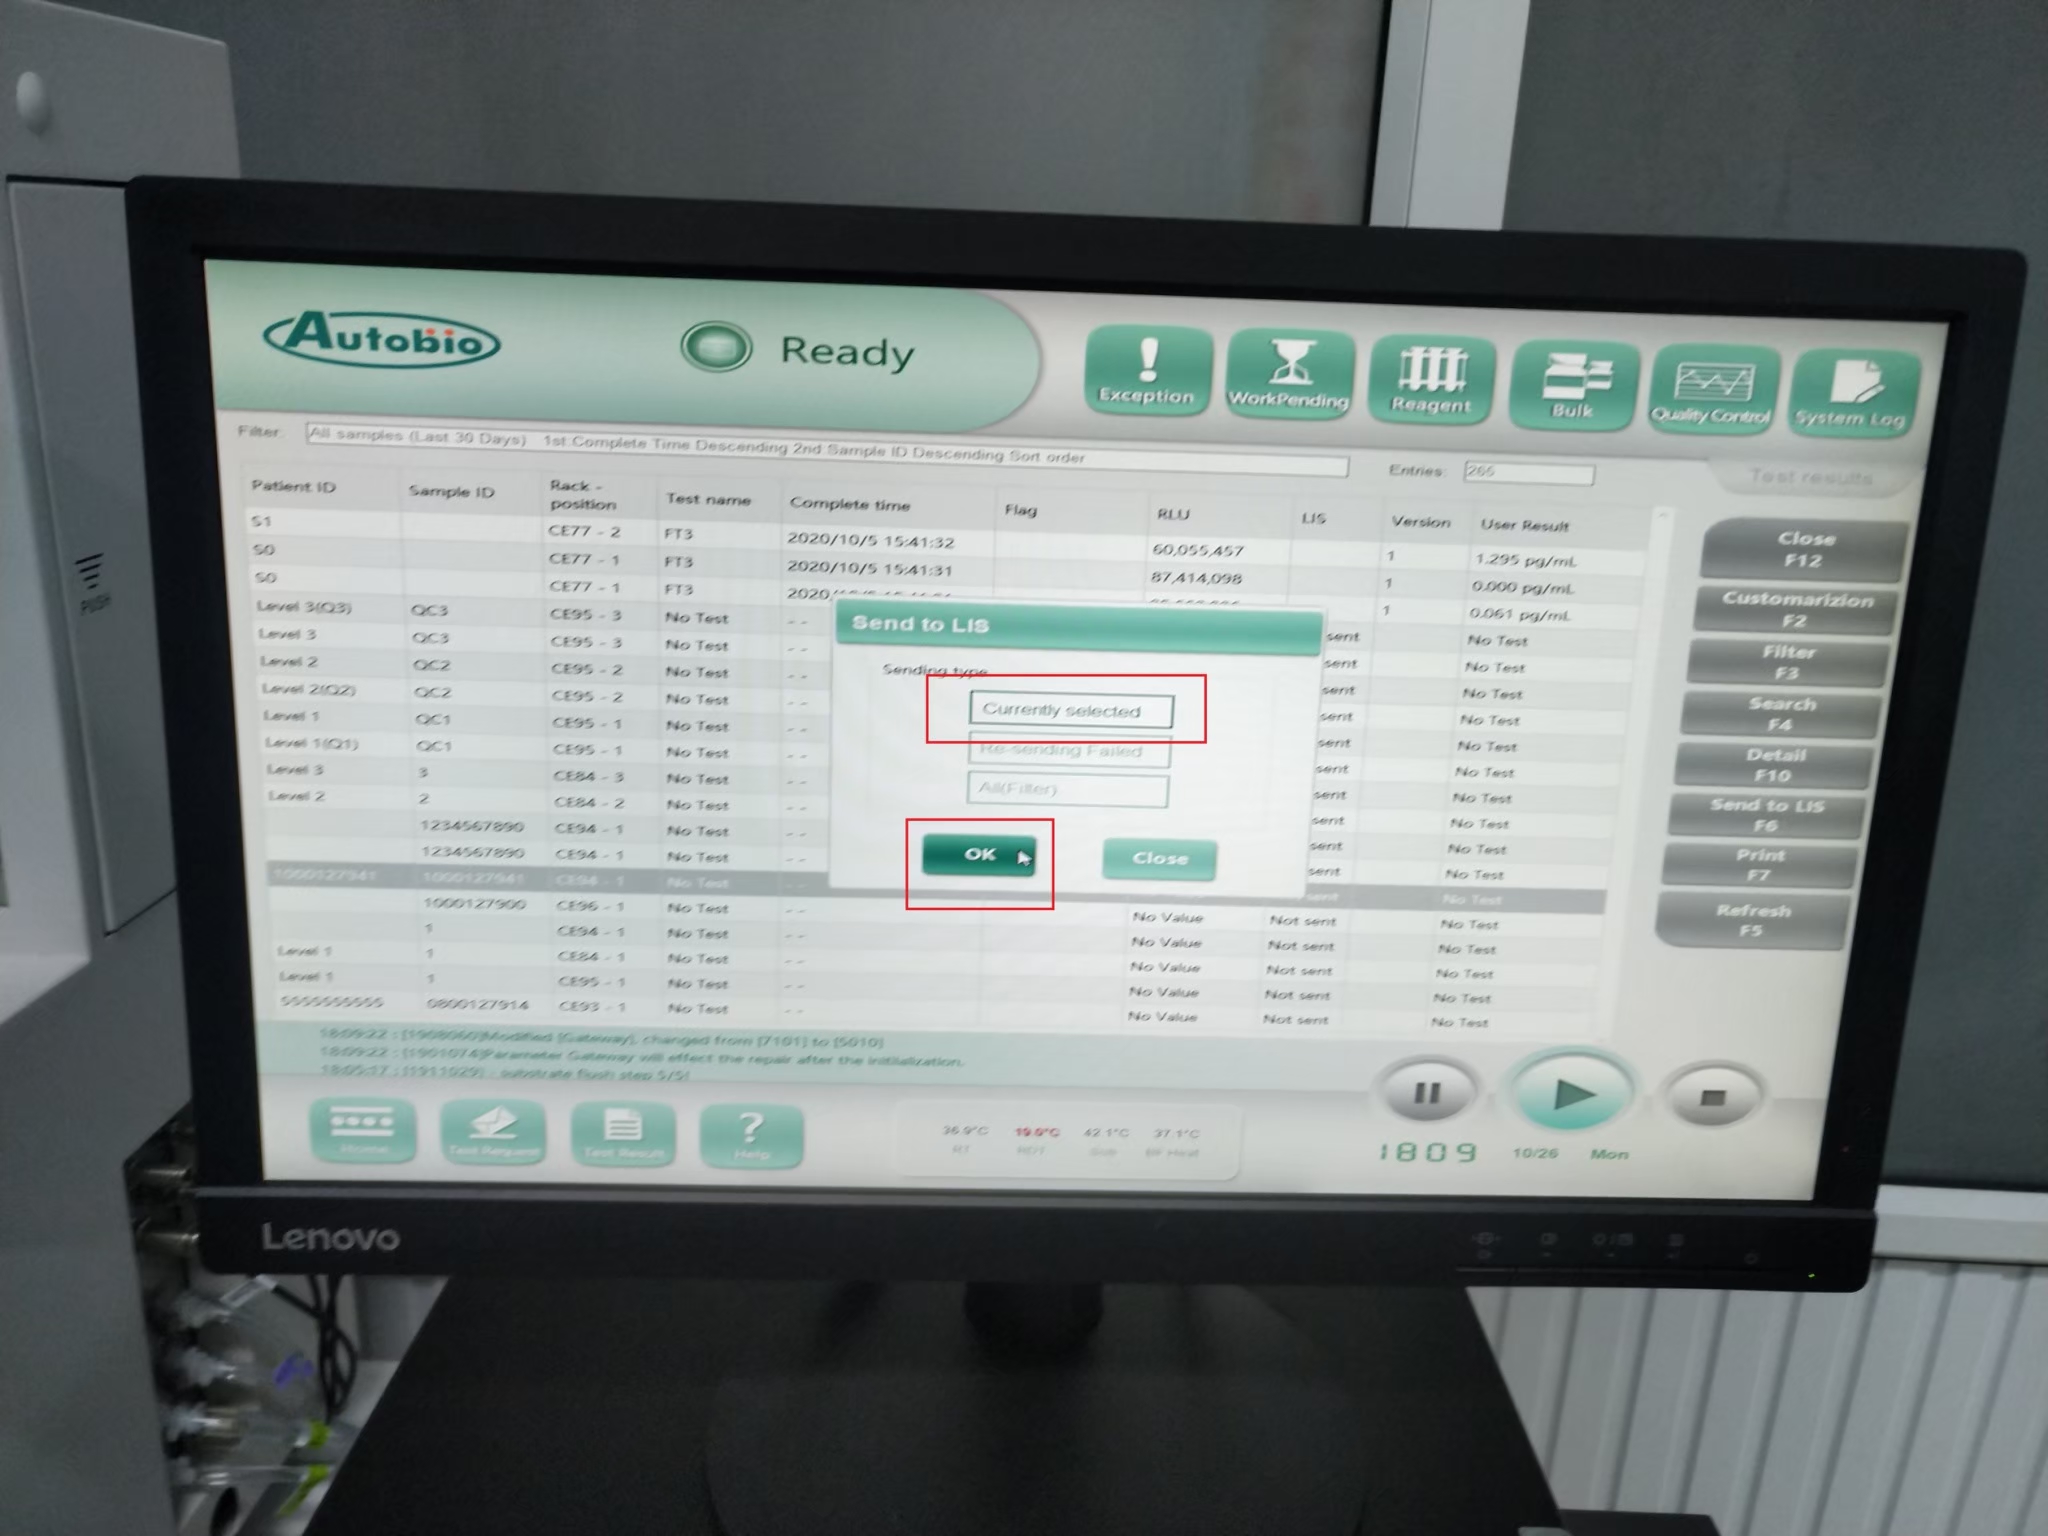 Autobio
Ready
Exception
WorkPending
Reagent
Bulk
Quality Control
System Log
Filter: All samples (Last 30 Days) 1st:Complete Time Descending 2nd Sample ID Descending Sort order
Entries: 266
Test results
Patient ID Sample ID Rack - position Test name Complete time Flag RLU LIS Version User Result
S1 CE77 - 2 FT3 2020/10/5 15:41:32 60,055,457 1 1.295 pg/mL
S0 CE77 - 1 FT3 2020/10/5 15:41:31 87,414,098 1 0.000 pg/mL
S0 CE77 - 1 FT3 1 0.061 pg/mL
Level 3(Q3) QC3 CE95 - 3 No Test - - sent No Test
Level 3 QC3 CE95 - 3 No Test - - sent No Test
Level 2 QC2 CE95 - 2 No Test - - sent No Test
Level 2(Q2) QC2 CE95 - 2 No Test - - sent No Test
Level 1 QC1 CE95 - 1 No Test - - sent No Test
Level 1(Q1) QC1 CE95 - 1 No Test - - sent No Test
Level 3 3 CE84 - 3 No Test - - sent No Test
Level 2 2 CE84 - 2 No Test - - sent No Test
1234567890 CE94 - 1 No Test - - sent No Test
1234567890 CE94 - 1 No Test - - sent No Test
1000127941 1000127941 CE94 - 1 No Test - - sent No Test
1000127900 CE96 - 1 No Test - - No Value Not sent No Test
1 CE94 - 1 No Test - - No Value Not sent No Test
Level 1 1 CE84 - 1 No Test - - No Value Not sent No Test
Level 1 1 CE95 - 1 No Test - - No Value Not sent No Test
5555555555 0800127914 CE93 - 1 No Test - - No Value Not sent No Test
Send to LIS
Sending type
Currently selected
Re-sending Failed
All(Filter)
OK
Close
Close
F12
Customarizion
F2
Filter
F3
Search
F4
Detail
F10
Send to LIS
F6
Print
F7
Refresh
F5
18:09:22 : [1908060]Modified [Gateway], changed from [7101] to [5010]
18:09:22 : [1901074]Parameter Gateway will effect the repair after the initiialization.
18:05:17 : [1911029] - substrate flush step 5/5!
Home
Test Request
Test Result
Help
36.9°C 19.0°C 42.1°C 37.1°C
RT RDT Sub BF Heat
1809 10/26 Mon
Lenovo
PUSH